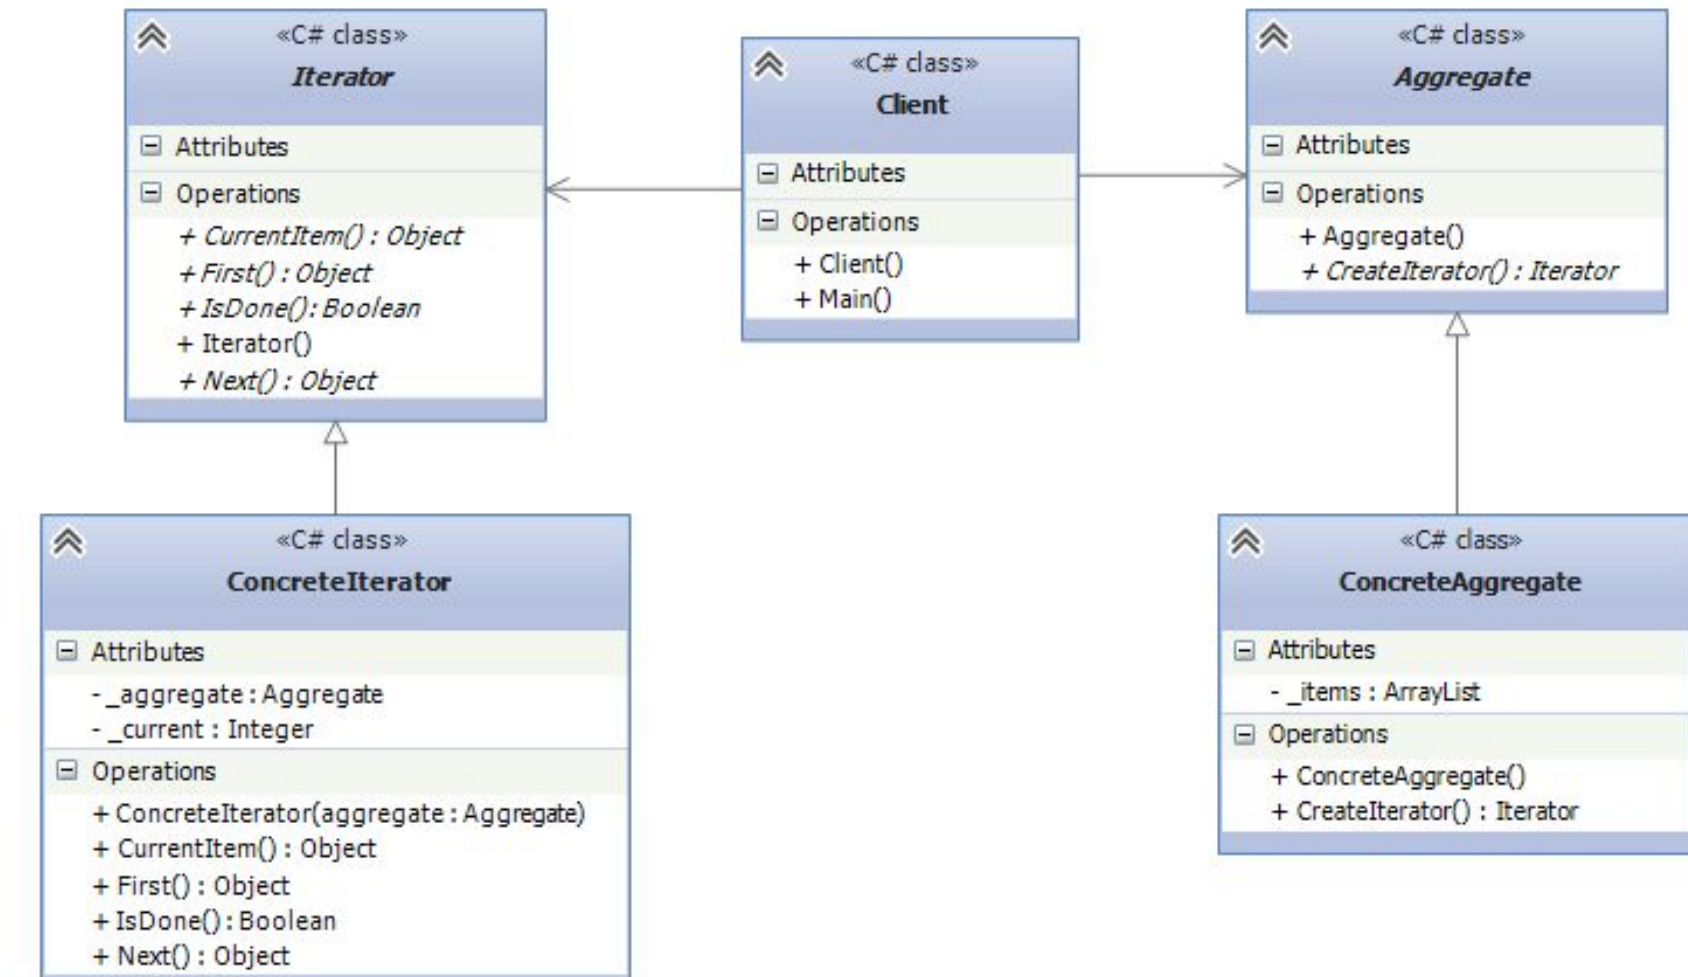 «C# class»
Iterator
Attributes
Operations
+ CurrentItem() : Object
+ First() : Object
+ IsDone(): Boolean
+ Iterator()
+ Next() : Object
«C# class»
Client
Attributes
Operations
+ Client()
+ Main()
«C# class»
Aggregate
Attributes
Operations
+ Aggregate()
+ CreateIterator() : Iterator
«C# class»
ConcreteIterator
Attributes
- _aggregate : Aggregate
- _current : Integer
Operations
+ ConcreteIterator(aggregate : Aggregate)
+ CurrentItem() : Object
+ First() : Object
+ IsDone() : Boolean
+ Next() : Object
«C# class»
ConcreteAggregate
Attributes
- _items : ArrayList
Operations
+ ConcreteAggregate()
+ CreateIterator() : Iterator